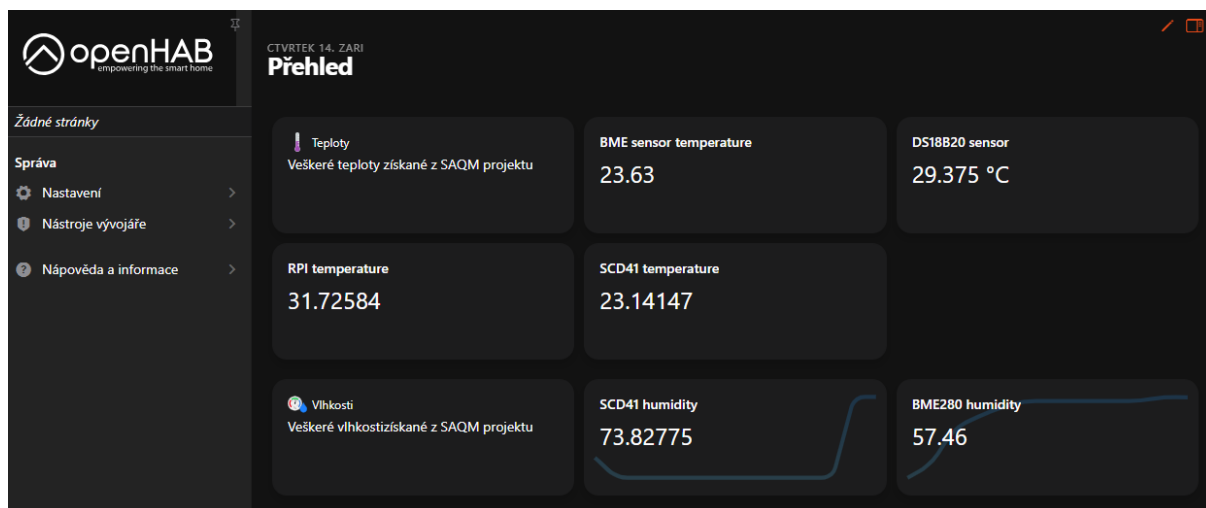 openHAB
empowering the smart home
CTVRTEK 14. ZARI
Přehled
Žádné stránky
Správa
Nastavení
Nástroje vývojáře
Nápověda a informace
Teploty
Veškeré teploty získané z SAQM projektu
BME sensor temperature
23.63
DS18B20 sensor
29.375 °C
RPI temperature
31.72584
SCD41 temperature
23.14147
Vlhkosti
Veškeré vlhkostizískané z SAQM projektu
SCD41 humidity
73.82775
BME280 humidity
57.46